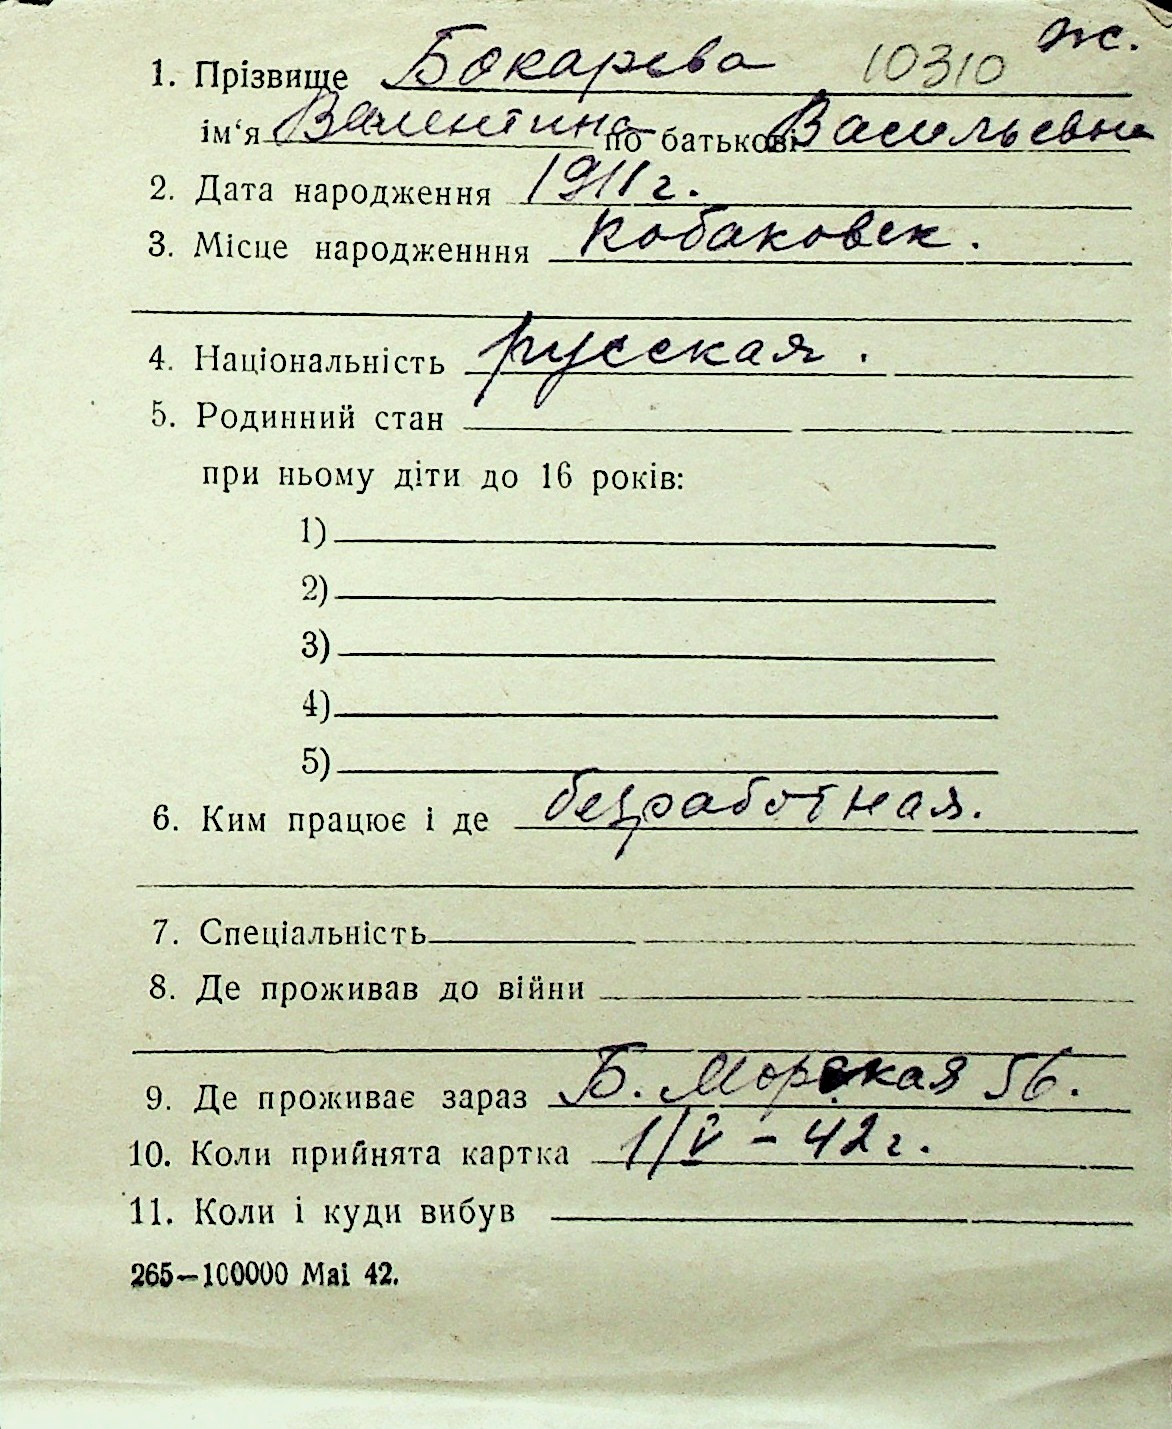 ж.
1. Прізвище Бокарева 10310
ім‘я Валентина по батькові Васильевна
2. Дата народження 1911 г.
3. Місце народженння Кобаковск.
4. Національність русская.
5. Родинний стан
при ньому діти до 16 років:
1)
2)
3)
4)
5)
6. Ким працює і де безработная.
7. Спеціальність
8. Де проживав до війни
9. Де проживає зараз Б. Морская 56.
10. Коли прийнята картка 1/V – 42 г.
11. Коли і куди вибув
265—100000 Mai 42.